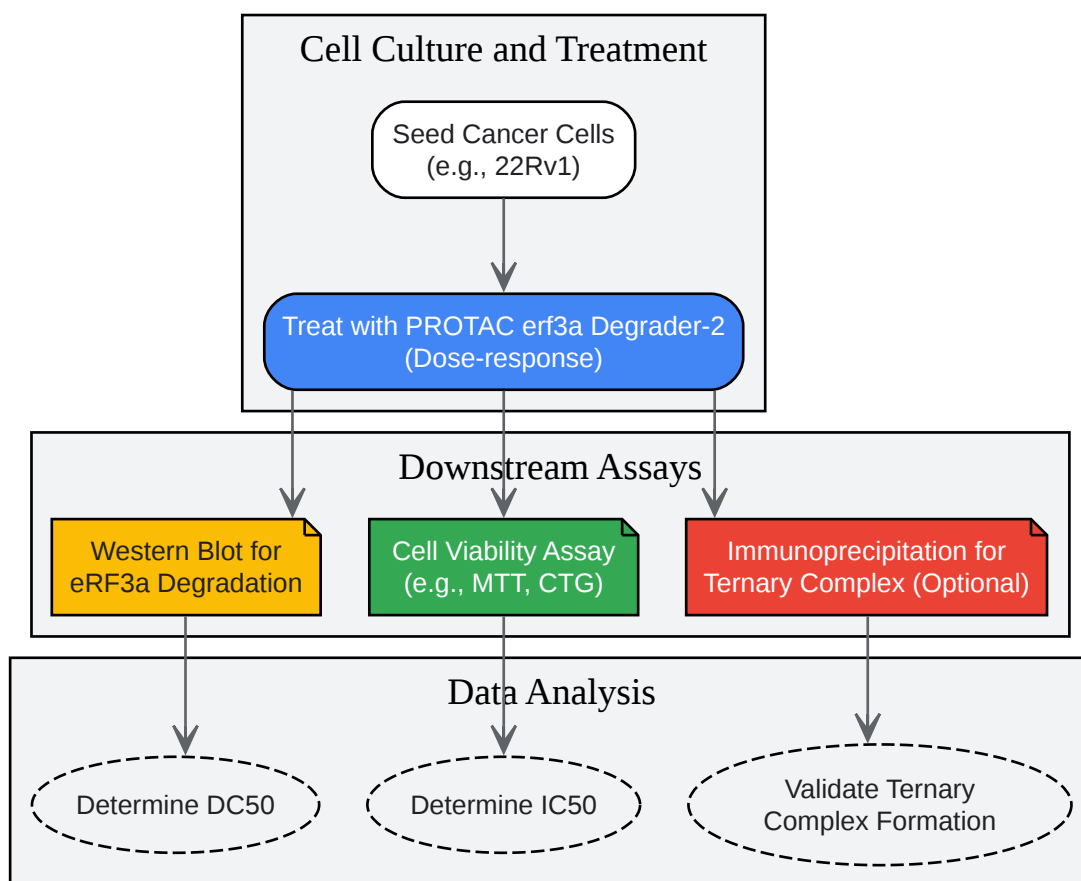 Cell Culture and Treatment
Seed Cancer Cells
(e.g., 22Rv1)
Treat with PROTAC erf3a Degrader-2
(Dose-response)
Downstream Assays
Western Blot for
eRF3a Degradation
Cell Viability Assay
(e.g., MTT, CTG)
Immunoprecipitation for
Ternary Complex (Optional)
Data Analysis
Determine DC50
Determine IC50
Validate Ternary
Complex Formation